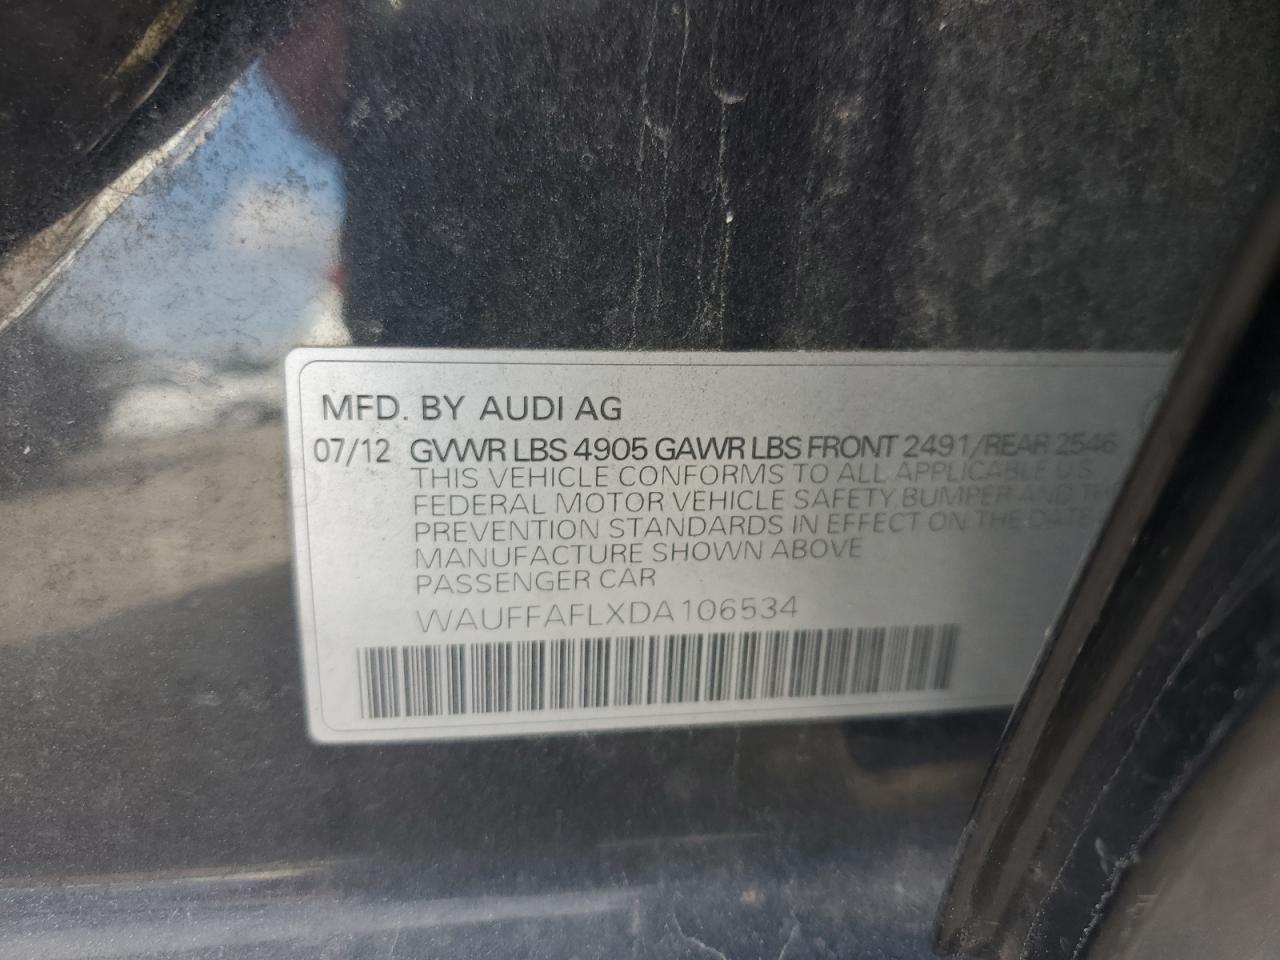 MFD. BY AUDI AG
07/12 GVWR LBS 4905 GAWR LBS FRONT 2491/REAR 2546
THIS VEHICLE CONFORMS TO ALL APPLICABLE U.S.
FEDERAL MOTOR VEHICLE SAFETY, BUMPER AND
PREVENTION STANDARDS IN EFFECT ON THE DATE
MANUFACTURE SHOWN ABOVE
PASSENGER CAR
WAUFFAFLXDA106534